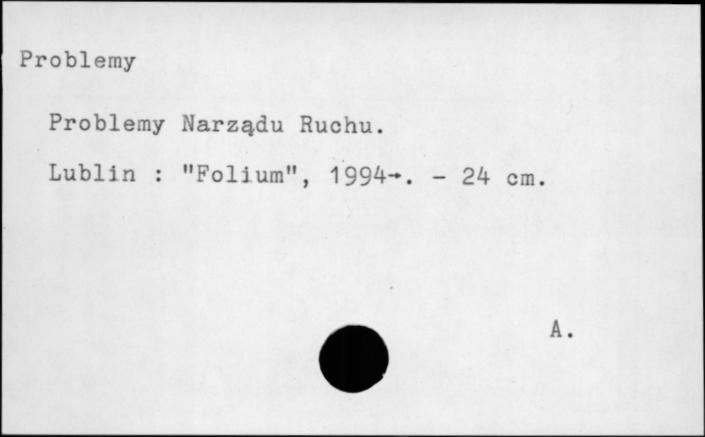 Problemy
Problemy Narządu Ruchu.
Lublin : "Folium", 1994→. - 24 cm.
A.